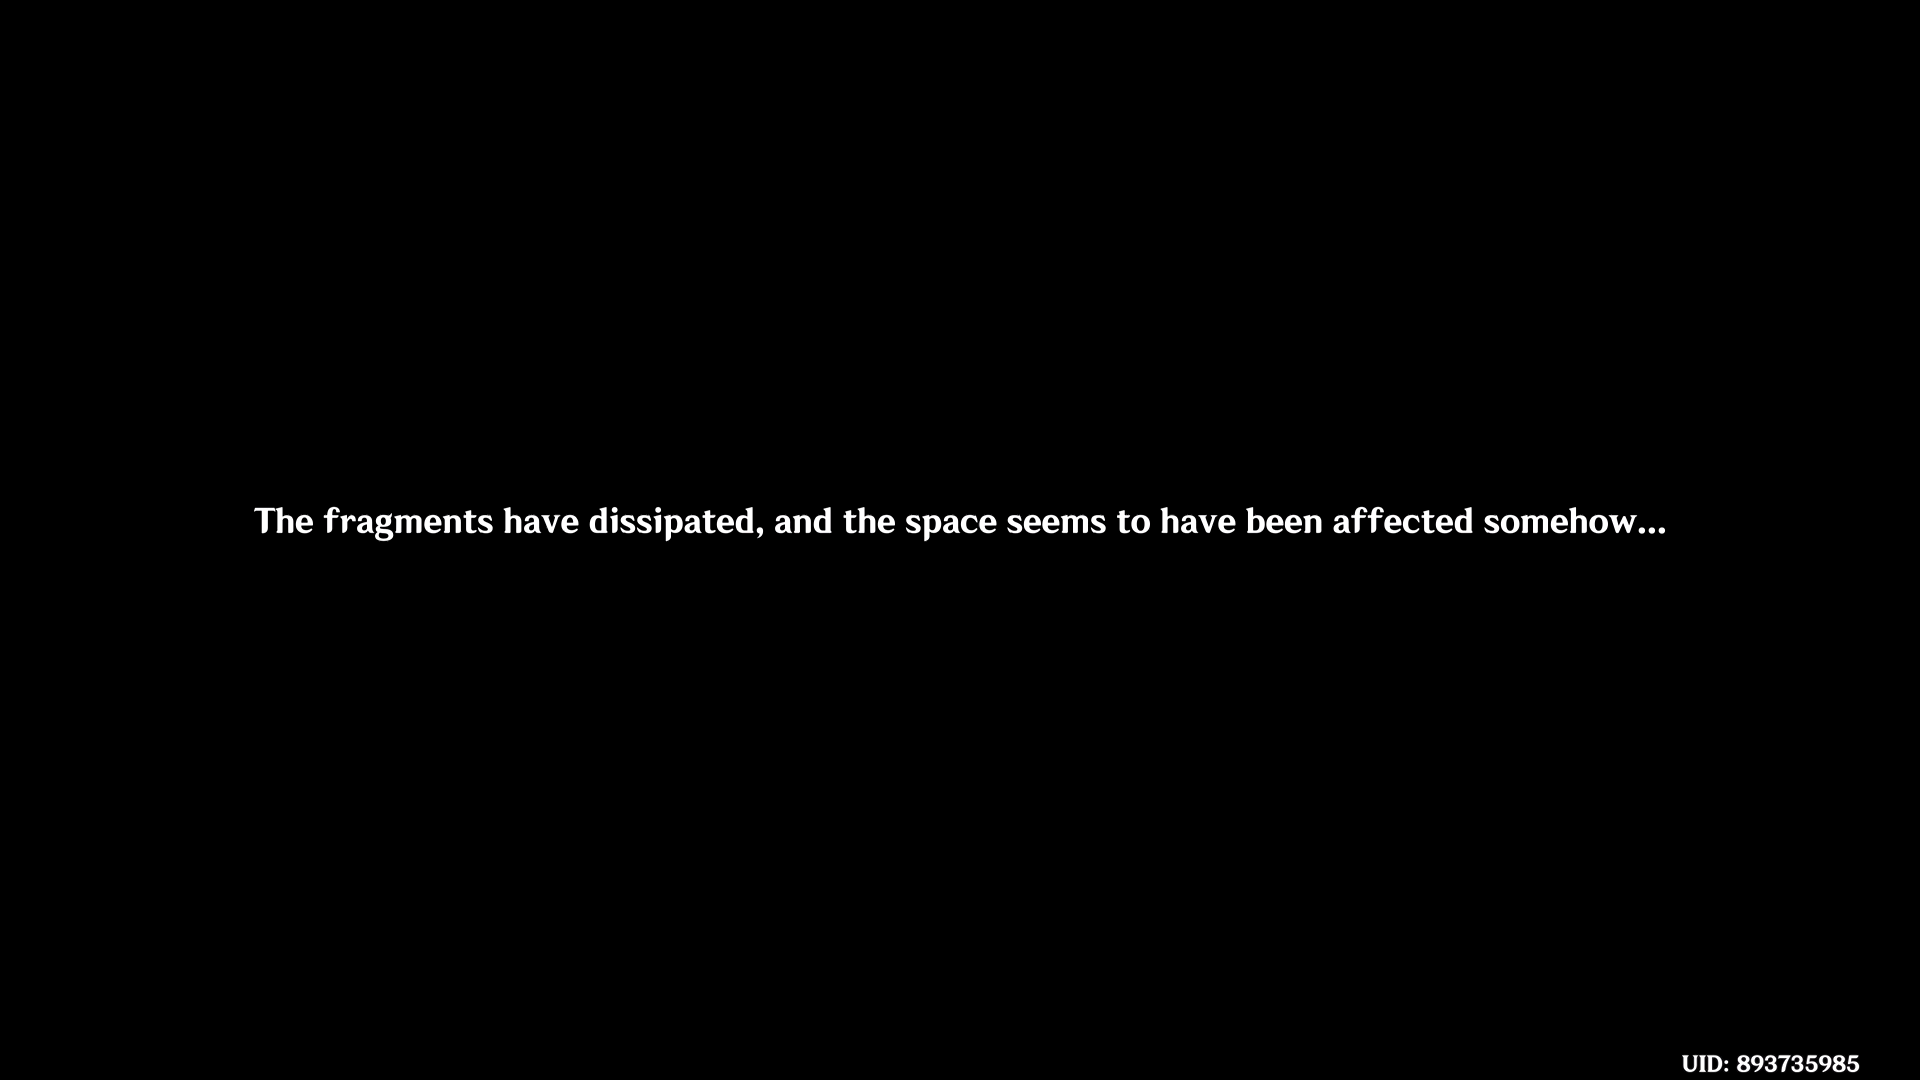 The fragments have dissipated, and the space seems to have been affected somehow...
UID: 893735985